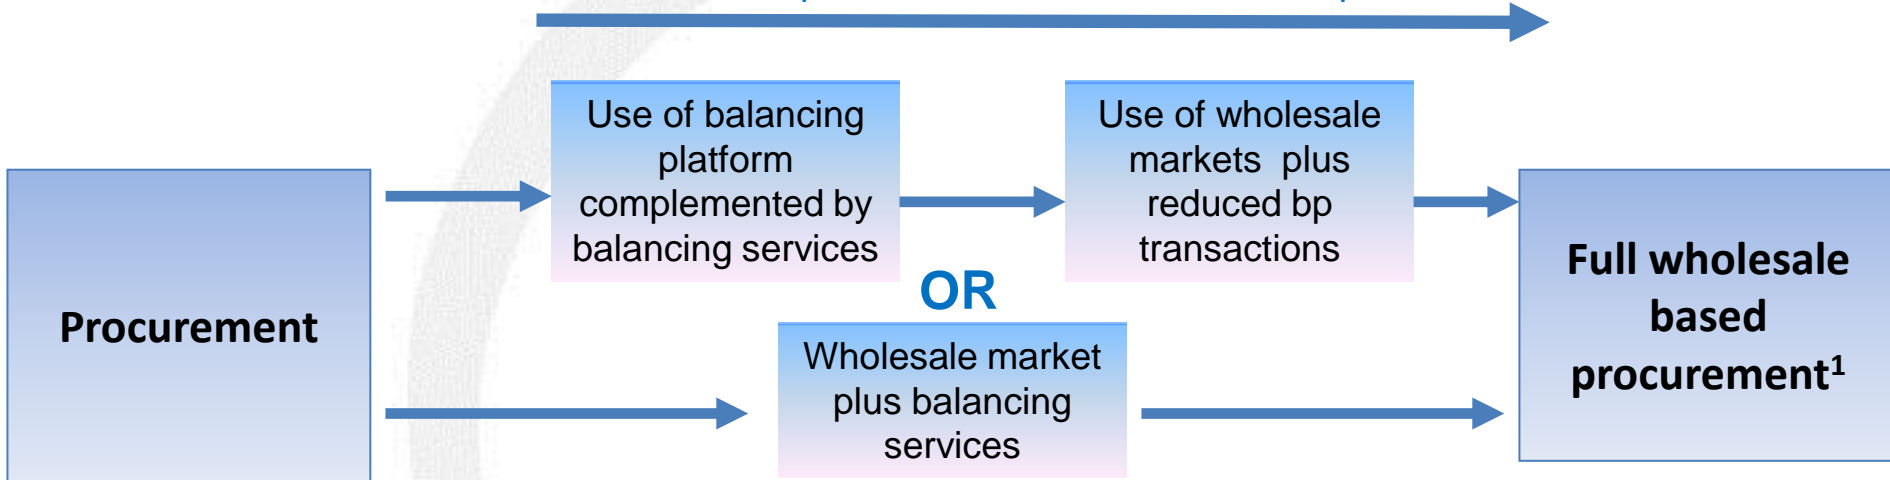 Procurement
Use of balancing
platform
complemented by
balancing services
Use of wholesale
markets plus
reduced bp
transactions
OR
Wholesale market
plus balancing
services
Full wholesale
based
procurement¹